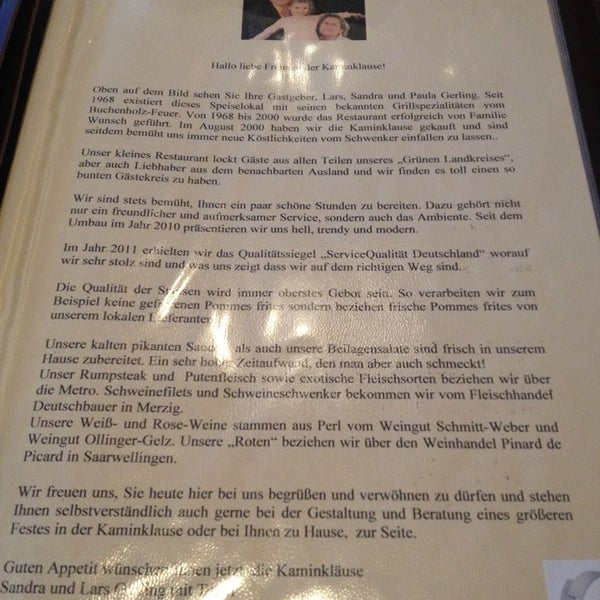 Hallo liebe Freunde der Kaminklause!
Oben auf dem Bild sehen Sie Ihre Gastgeber, Lars, Sandra und Paula Gerling. Seit
1968 existiert dieses Speiselokal mit seinen bekannten Grillspezialitäten vom
Buchenholz-Feuer. Von 1968 bis 2000 wurde das Restaurant erfolgreich von Familie
Wunsch geführt. Im August 2000 haben wir die Kaminklause gekauft und sind
seitdem bemüht uns immer neue Köstlichkeiten vom Schwenker einfallen zu lassen..
Unser kleines Restaurant lockt Gäste aus allen Teilen unseres „Grünen Landkreises“,
aber auch Liebhaber aus dem benachbarten Ausland und wir finden es toll einen so
bunten Gästekreis zu haben.
Wir sind stets bemüht, Ihnen ein paar schöne Stunden zu bereiten. Dazu gehört nicht
nur ein freundlicher und aufmerksamer Service, sondern auch das Ambiente. Seit dem
Umbau im Jahr 2010 präsentieren wir uns hell, trendy und modern.
Im Jahr 2011 erhielten wir das Qualitätssiegel „ServiceQualität Deutschland“ worauf
wir sehr stolz sind und was uns zeigt dass wir auf dem richtigen Weg sind.
Die Qualität der Speisen wird immer oberstes Gebot sein. So verarbeiten wir zum
Beispiel keine gefrorenen Pommes frites sondern beziehen frische Pommes frites von
unserem lokalen Lieferanten
Unsere kalten pikanten als auch unsere Beilagensalate sind frisch in unserem
Hause zubereitet. Ein sehr hoher Zeitaufwand, den man aber auch schmeckt!
Unser Rumpsteak und Putenfleisch sowie exotische Fleischsorten beziehen wir über
die Metro. Schweinefilets und Schweineschwenker bekommen wir vom Fleischhandel
Deutschbauer in Merzig.
Unsere Weiß- und Rose-Weine stammen aus Perl vom Weingut Schmitt-Weber und
Weingut Ollinger-Gelz. Unsere „Roten” beziehen wir über den Weinhandel Pinard de
Picard in Saarwellingen.
Wir freuen uns, Sie heute hier bei uns begrüßen und verwöhnen zu dürfen und stehen
Ihnen selbstverständlich auch gerne bei der Gestaltung und Beratung eines größeren
Festes in der Kaminklause oder bei Ihnen zu Hause, zur Seite.
Guten Appetit wünschen Ihnen jetzt die Kaminkläuse
Sandra und Lars Gerling mit